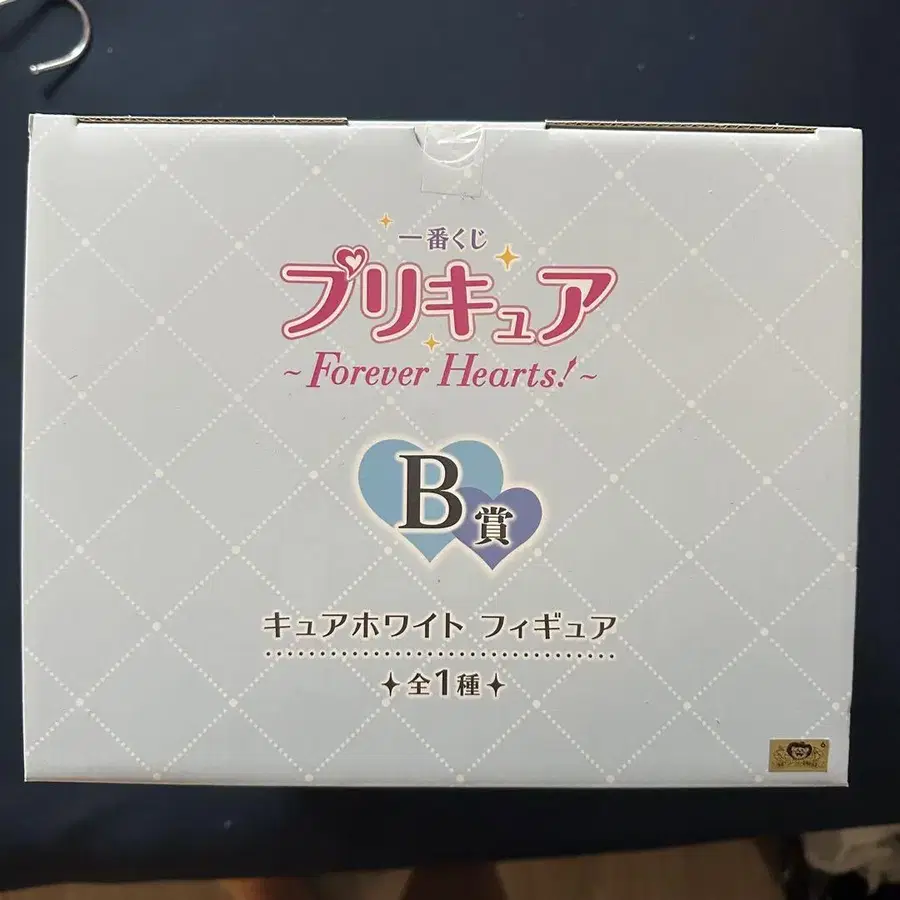 一番くじ
プリキュア
~Forever Hearts!~
B賞
キュアホワイト フィギュア
全1種